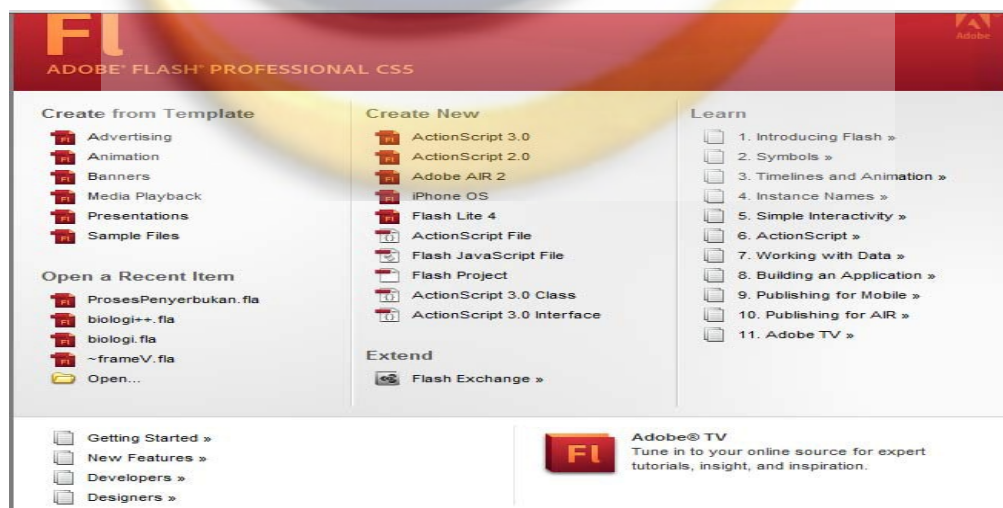 Fl
Adobe
ADOBE® FLASH® PROFESSIONAL CS5
Create from Template
Advertising
Animation
Banners
Media Playback
Presentations
Sample Files
Open a Recent Item
ProsesPenyerbukan.fla
biologi++.fla
biologi.fla
~frameV.fla
Open...
Create New
ActionScript 3.0
ActionScript 2.0
Adobe AIR 2
iPhone OS
Flash Lite 4
ActionScript File
Flash JavaScript File
Flash Project
ActionScript 3.0 Class
ActionScript 3.0 Interface
Extend
Flash Exchange »
Learn
1. Introducing Flash »
2. Symbols »
3. Timelines and Animation »
4. Instance Names »
5. Simple Interactivity »
6. ActionScript »
7. Working with Data »
8. Building an Application »
9. Publishing for Mobile »
10. Publishing for AIR »
11. Adobe TV »
Getting Started »
New Features »
Developers »
Designers »
Fl
Adobe® TV
Tune in to your online source for expert
tutorials, insight, and inspiration.